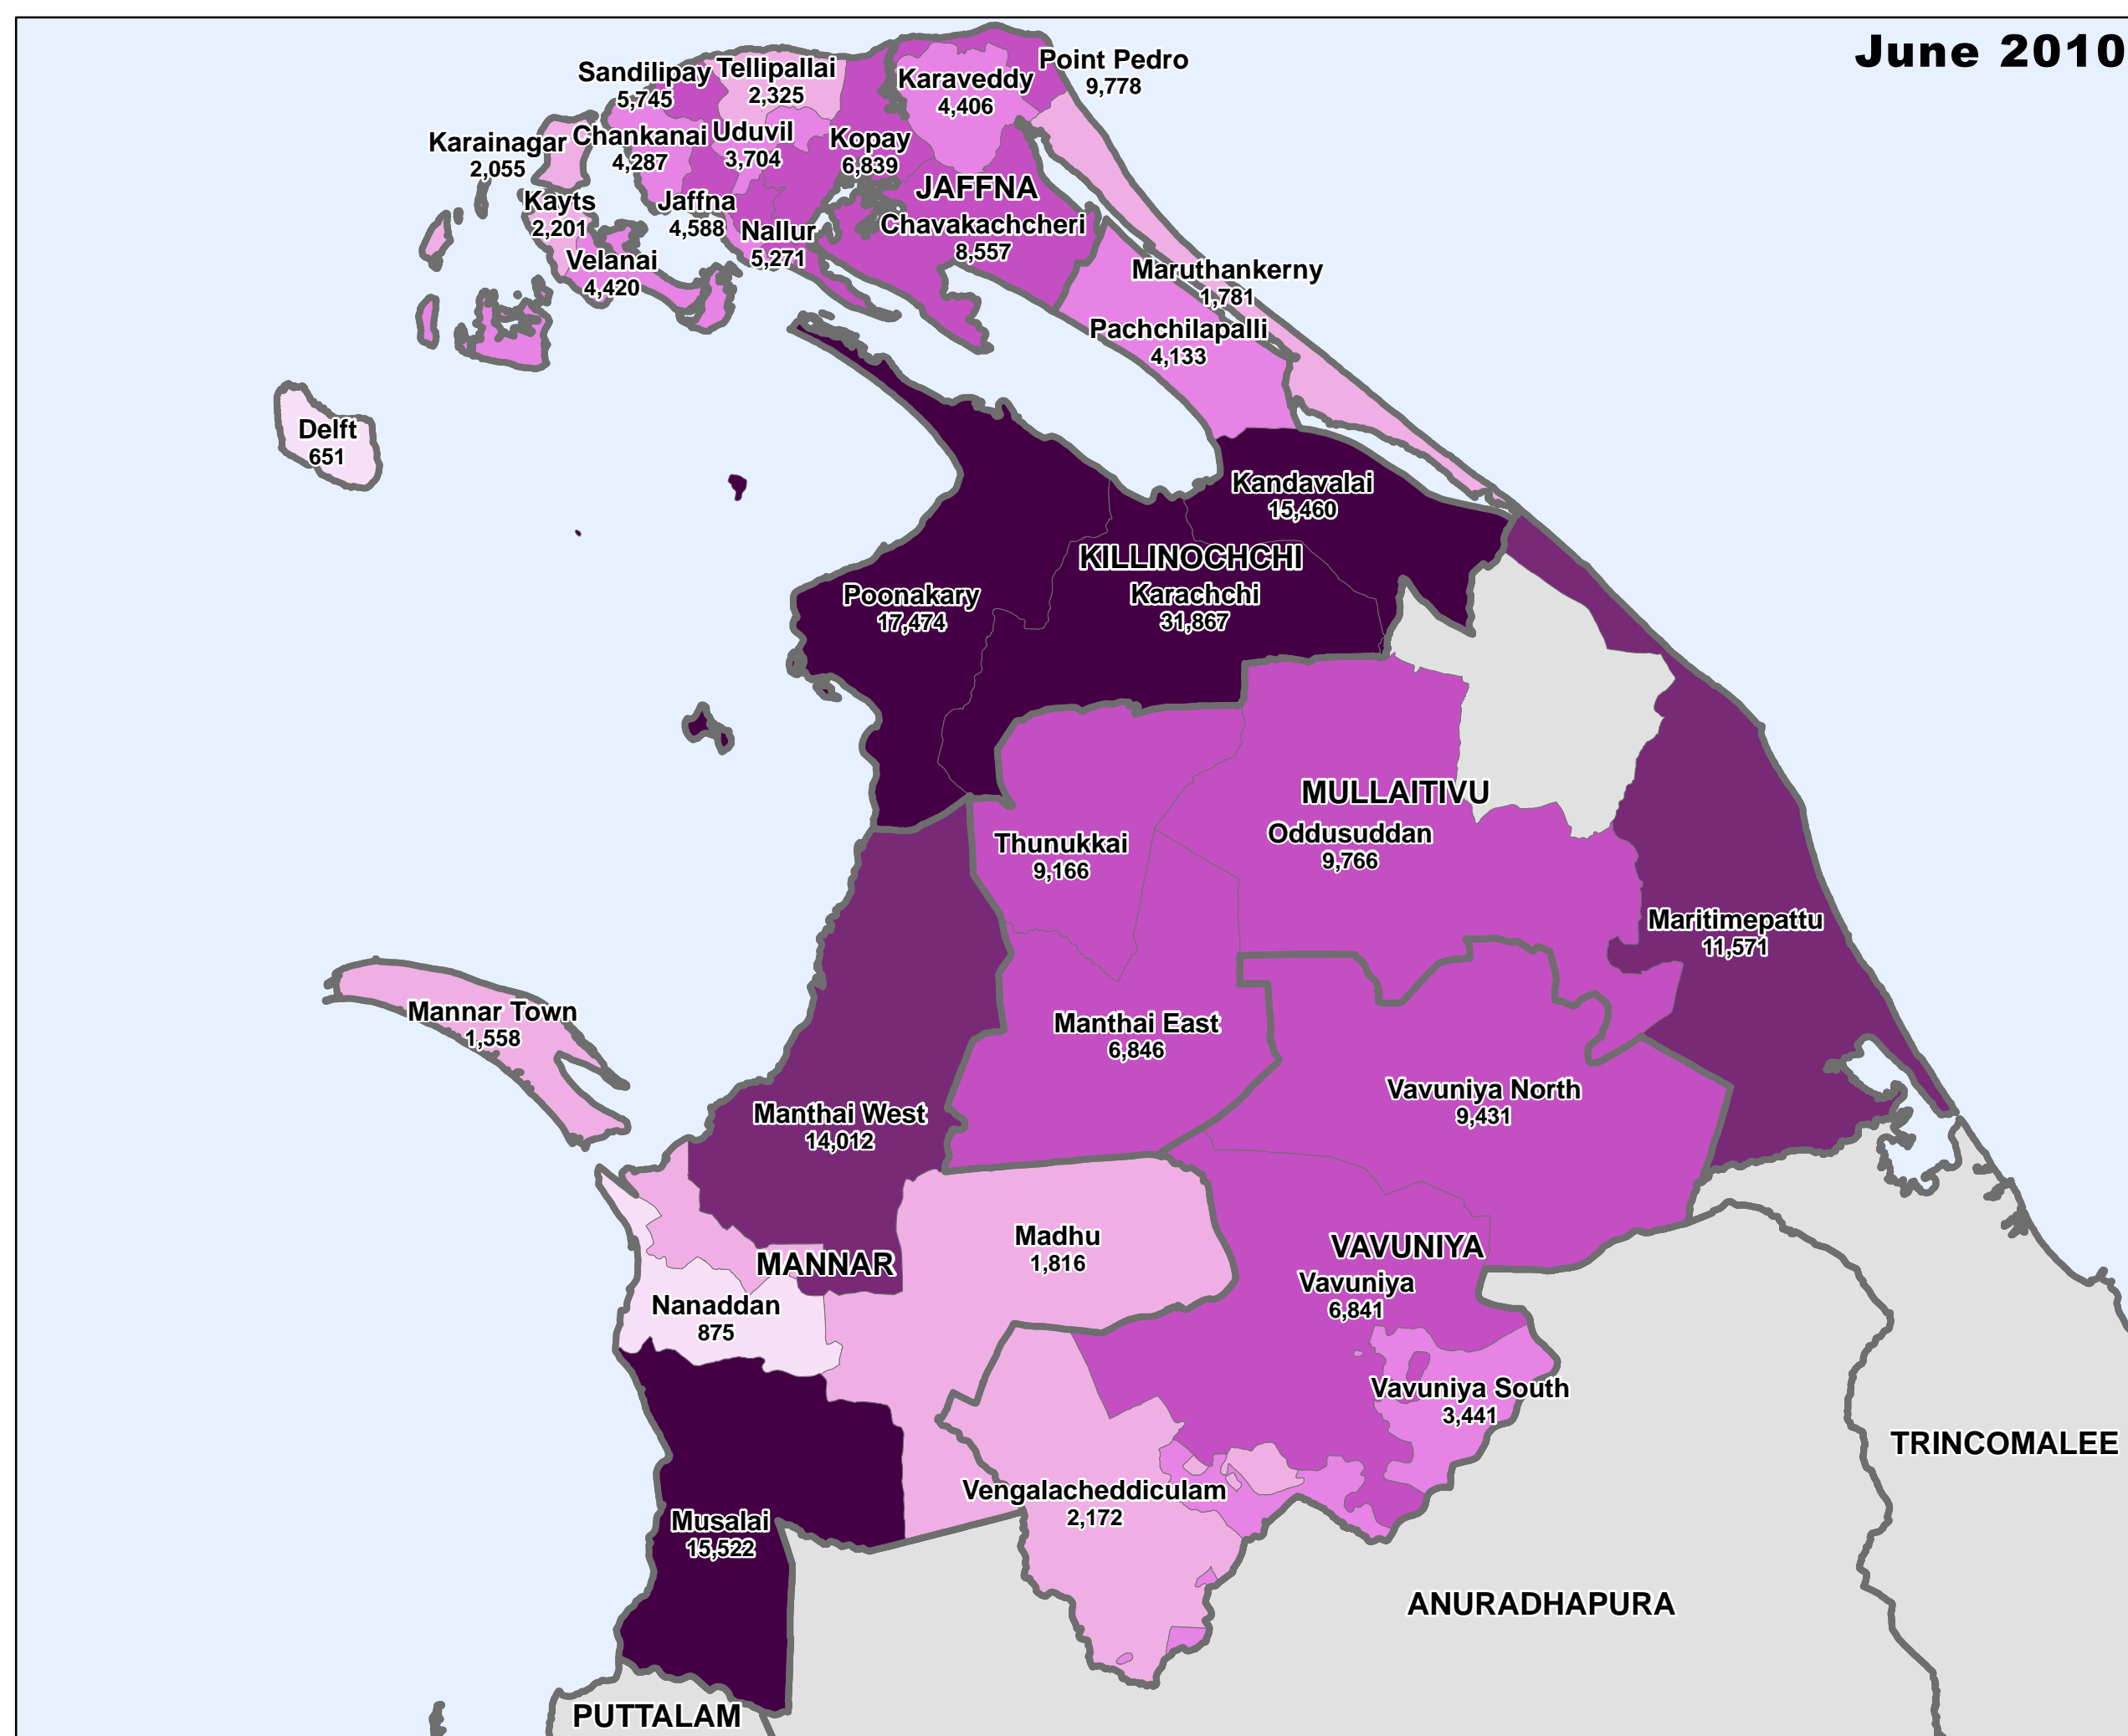 June 2010
Point Pedro
9,778
Sandilipay
5,745
Tellipallai
2,325
Karaveddy
4,406
Karainagar
2,055
Chankanai
4,287
Uduvil
3,704
Kopay
6,839
JAFFNA
Kayts
2,201
Jaffna
4,588
Nallur
5,271
Chavakachcheri
8,557
Velanai
4,420
Maruthankerny
1,781
Pachchilapalli
4,133
Delft
651
Kandavalai
15,460
KILLINOCHCHI
Poonakary
17,474
Karachchi
31,867
MULLAITIVU
Thunukkai
9,166
Oddusuddan
9,766
Maritimepattu
11,571
Mannar Town
1,558
Manthai East
6,846
Vavuniya North
9,431
Manthai West
14,012
Madhu
1,816
MANNAR
VAVUNIYA
Vavuniya
6,841
Nanaddan
875
Vavuniya South
3,441
TRINCOMALEE
Vengalacheddiculam
2,172
Musalai
15,522
ANURADHAPURA
PUTTALAM